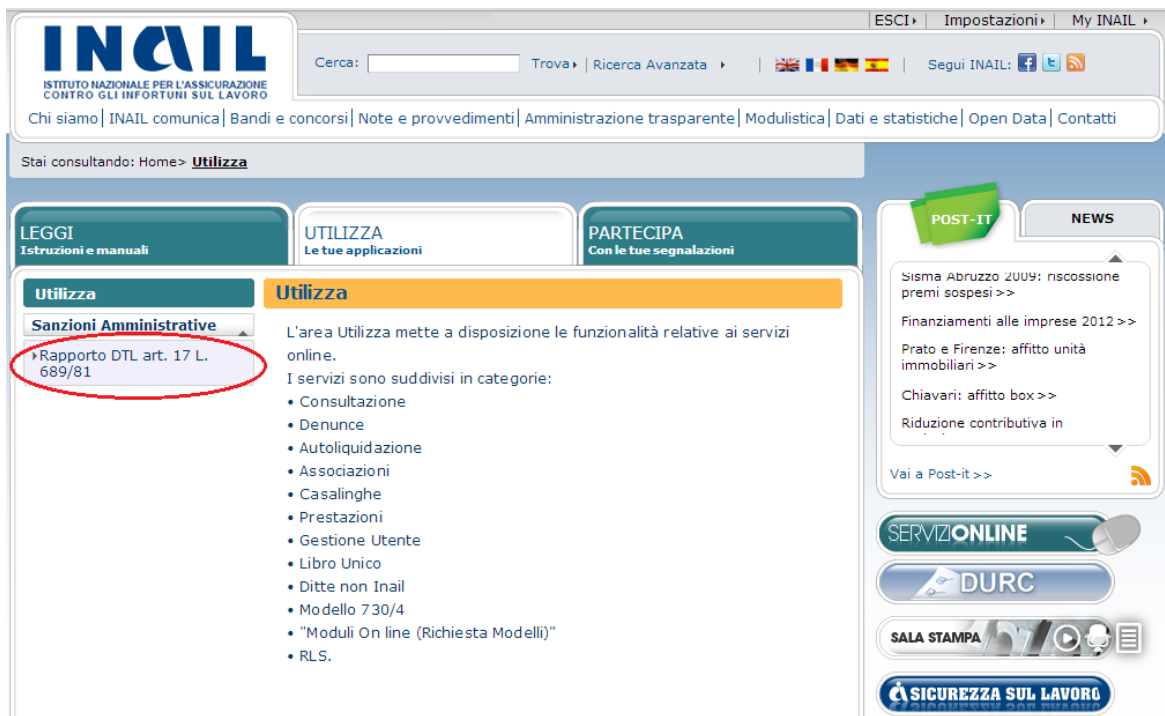 ESCI
Impostazioni
My INAIL
INAIL
ISTITUTO NAZIONALE PER L'ASSICURAZIONE
CONTRO GLI INFORTUNI SUL LAVORO
Cerca:
Trova
Ricerca Avanzata
Segui INAIL:
Chi siamo| INAIL comunica| Bandi e concorsi| Note e provvedimenti| Amministrazione trasparente| Modulistica| Dati e statistiche| Open Data| Contatti
Stai consultando: Home> Utilizza
LEGGI
Istruzioni e manuali
UTILIZZA
Le tue applicazioni
PARTECIPA
Con le tue segnalazioni
Utilizza
Sanzioni Amministrative
Rapporto DTL art. 17 L.
689/81
Utilizza
L'area Utilizza mette a disposizione le funzionalità relative ai servizi
online.
I servizi sono suddivisi in categorie:
• Consultazione
• Denunce
• Autoliquidazione
• Associazioni
• Casalinghe
• Prestazioni
• Gestione Utente
• Libro Unico
• Ditte non Inail
• Modello 730/4
• "Moduli On line (Richiesta Modelli)"
• RLS.
POST-IT
NEWS
Sisma Abruzzo 2009: riscossione
premi sospesi >>
Finanziamenti alle imprese 2012 >>
Prato e Firenze: affitto unità
immobiliari >>
Chiavari: affitto box >>
Riduzione contributiva in
Vai a Post-it >>
SERVIZIONLINE
DURC
SALA STAMPA
SICUREZZA SUL LAVORO